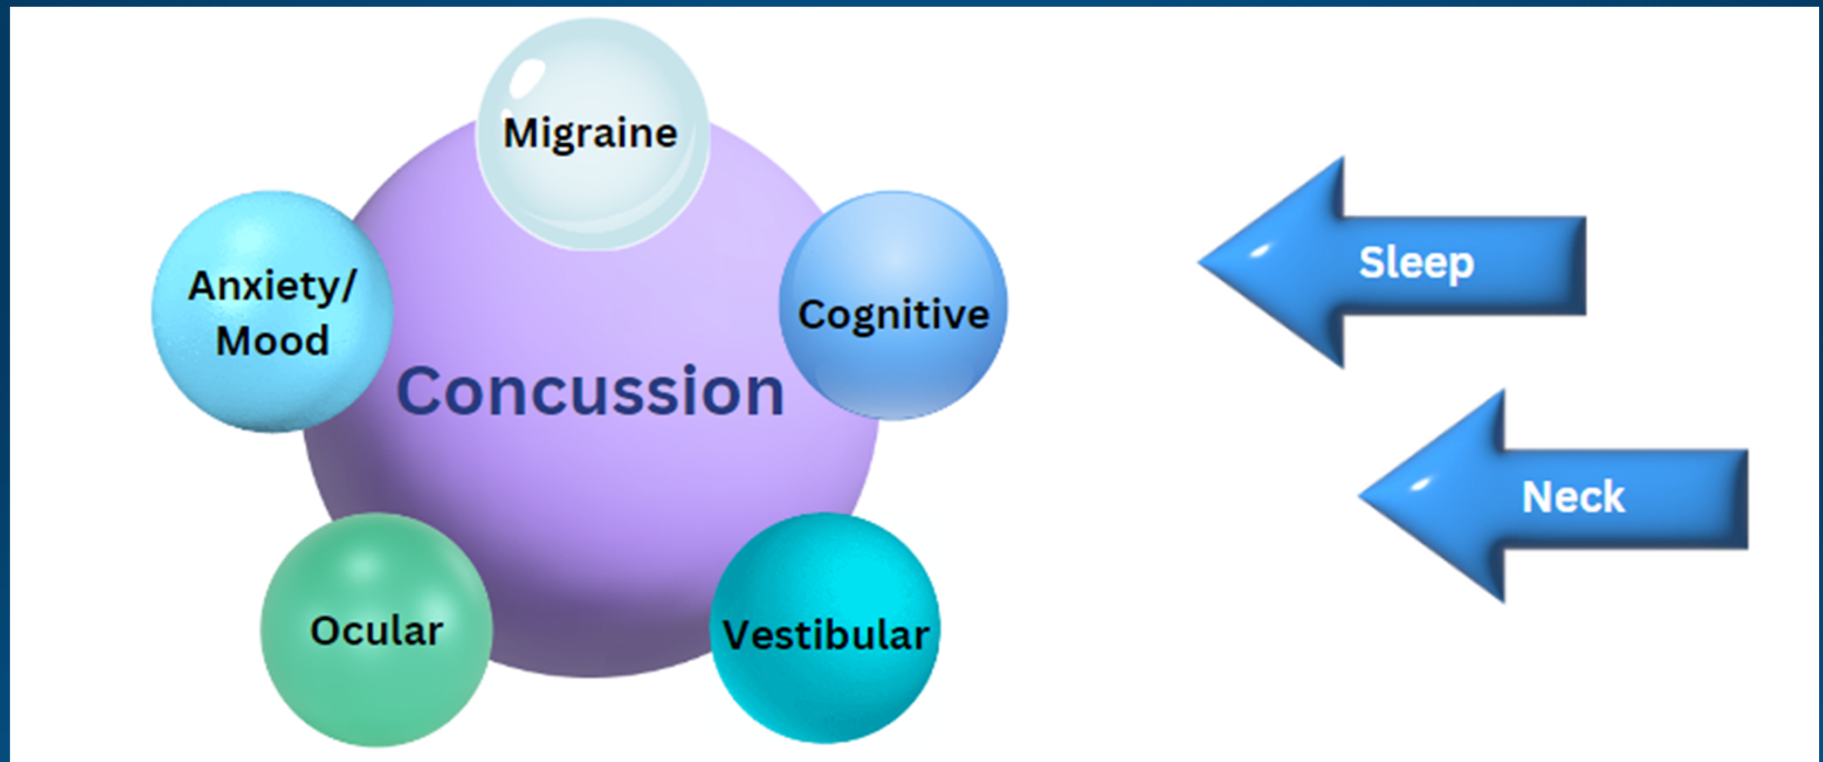 Migraine
Anxiety/
Mood
Cognitive
Concussion
Ocular
Vestibular
Sleep
Neck